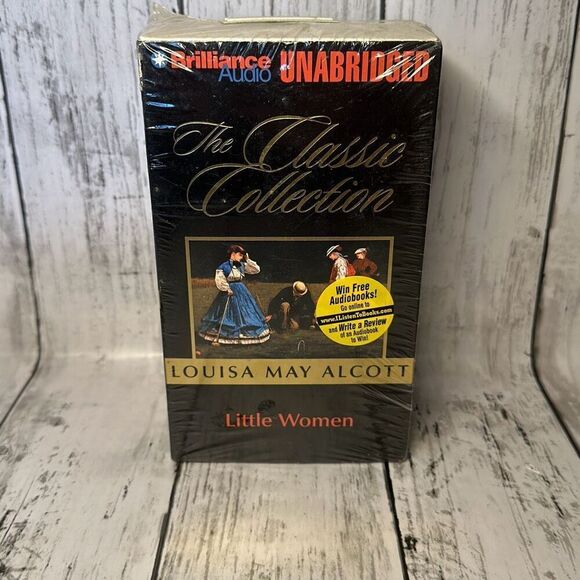 Brilliance Audio UNABRIDGED
The Classic
Collection
Win Free
Audiobooks!
Go online to
www.IListenToBooks.com
and Write a Review
of an Audiobook
to Win!
LOUISA MAY ALCOTT
Little Women